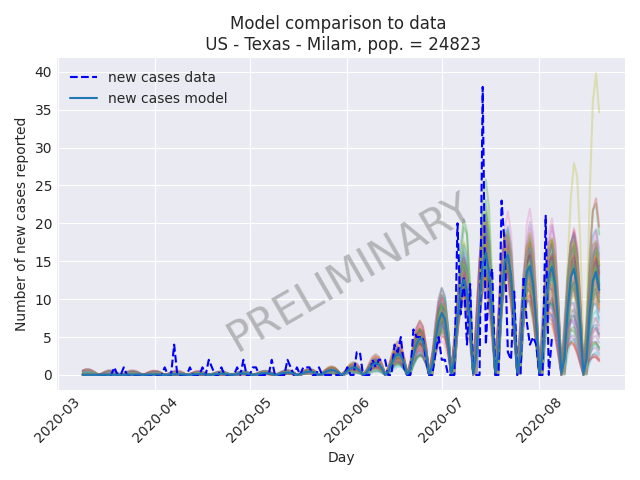 Model comparison to data
US - Texas - Milam, pop. = 24823
new cases data
new cases model
PRELIMINARY
Number of new cases reported
40
35
30
25
20
15
10
5
0
2020-03
2020-04
2020-05
2020-06
2020-07
2020-08
Day